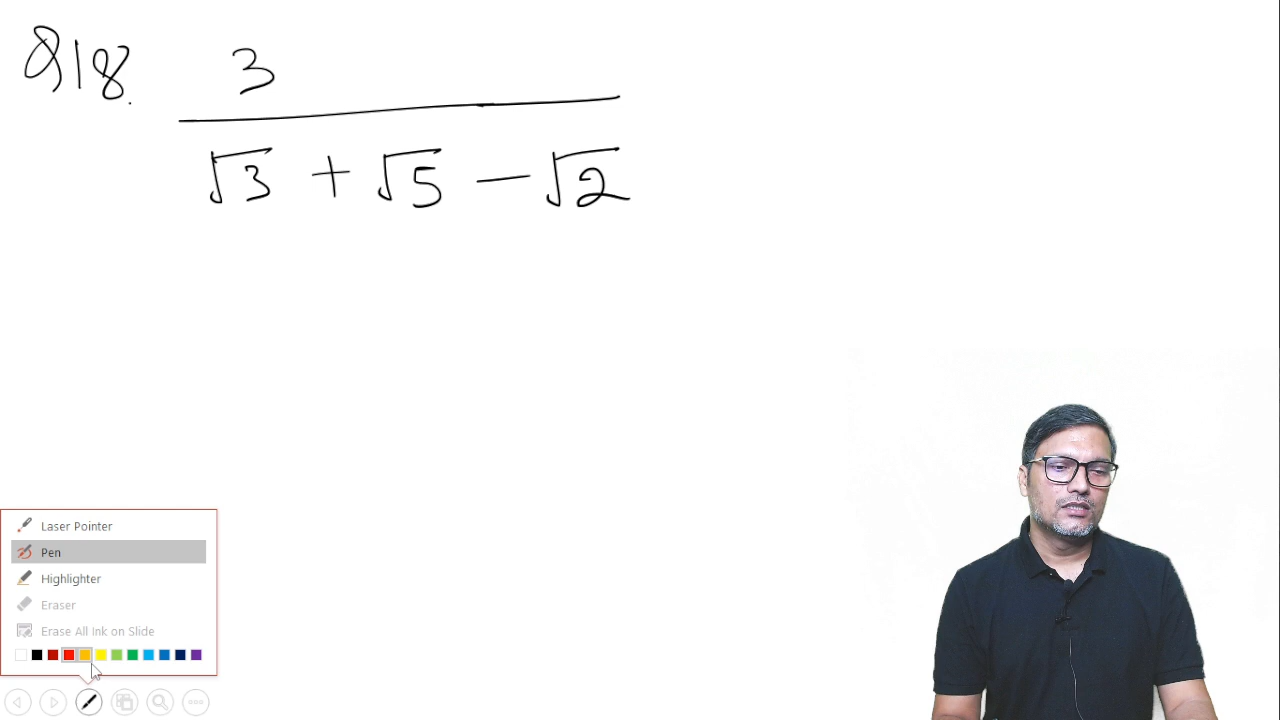 Q18. 3
√3 + √5 − √2
Laser Pointer
Pen
Highlighter
Eraser
Erase All Ink on Slide